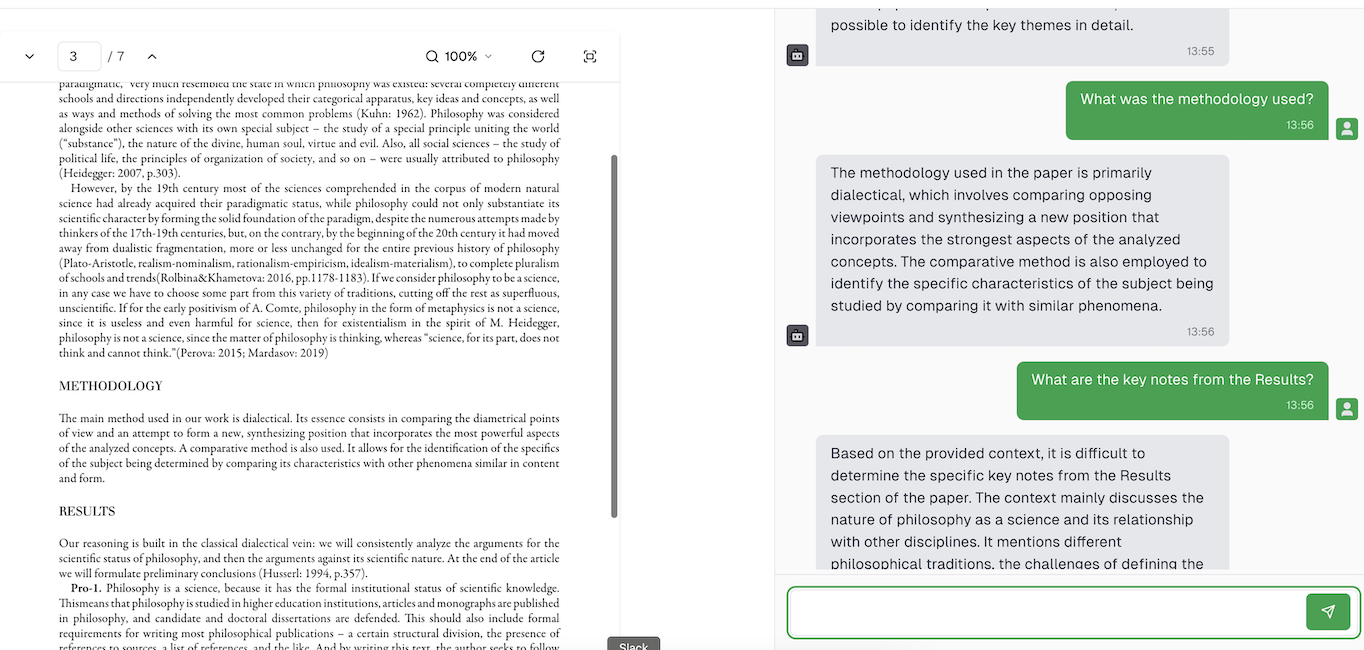 3 / 7
100%
paradigmatic, "very much resembled the state in which philosophy was existed: several completely different
schools and directions independently developed their categorical apparatus, key ideas and concepts, as well
as ways and methods of solving the most common problems (Kuhn: 1962). Philosophy was considered
alongside other sciences with its own special subject – the study of a special principle uniting the world
(“substance”), the nature of the divine, human soul, virtue and evil. Also, all social sciences – the study of
political life, the principles of organization of society, and so on – were usually attributed to philosophy
(Heidegger: 2007, p.303).
However, by the 19th century most of the sciences comprehended in the corpus of modern natural
science had already acquired their paradigmatic status, while philosophy could not only substantiate its
scientific character by forming the solid foundation of the paradigm, despite the numerous attempts made by
thinkers of the 17th-19th centuries, but, on the contrary, by the beginning of the 20th century it had moved
away from dualistic fragmentation, more or less unchanged for the entire previous history of philosophy
(Plato-Aristotle, realism-nominalism, rationalism-empiricism, idealism-materialism), to complete pluralism
of schools and trends(Rolbina&Khametova: 2016, pp.1178-1183). If we consider philosophy to be a science,
in any case we have to choose some part from this variety of traditions, cutting off the rest as superfluous,
unscientific. If for the early positivism of A. Comte, philosophy in the form of metaphysics is not a science,
since it is useless and even harmful for science, then for existentialism in the spirit of M. Heidegger,
philosophy is not a science, since the matter of philosophy is thinking, whereas “science, for its part, does not
think and cannot think.”(Perova: 2015; Mardasov: 2019)
METHODOLOGY
The main method used in our work is dialectical. Its essence consists in comparing the diametrical points
of view and an attempt to form a new, synthesizing position that incorporates the most powerful aspects
of the analyzed concepts. A comparative method is also used. It allows for the identification of the specifics
of the subject being determined by comparing its characteristics with other phenomena similar in content
and form.
RESULTS
Our reasoning is built in the classical dialectical vein: we will consistently analyze the arguments for the
scientific status of philosophy, and then the arguments against its scientific nature. At the end of the article
we will formulate preliminary conclusions (Husserl: 1994, p.357).
Pro-1. Philosophy is a science, because it has the formal institutional status of scientific knowledge.
Thismeans that philosophy is studied in higher education institutions, articles and monographs are published
in philosophy, and candidate and doctoral dissertations are defended. This should also include formal
requirements for writing most philosophical publications – a certain structural division, the presence of
references to sources, a list of references, and the like. And by writing this text, the author seeks to follow
Slack
possible to identify the key themes in detail.
13:55
What was the methodology used?
13:56
The methodology used in the paper is primarily
dialectical, which involves comparing opposing
viewpoints and synthesizing a new position that
incorporates the strongest aspects of the analyzed
concepts. The comparative method is also employed to
identify the specific characteristics of the subject being
studied by comparing it with similar phenomena.
13:56
What are the key notes from the Results?
13:56
Based on the provided context, it is difficult to
determine the specific key notes from the Results
section of the paper. The context mainly discusses the
nature of philosophy as a science and its relationship
with other disciplines. It mentions different
philosophical traditions, the challenges of defining the